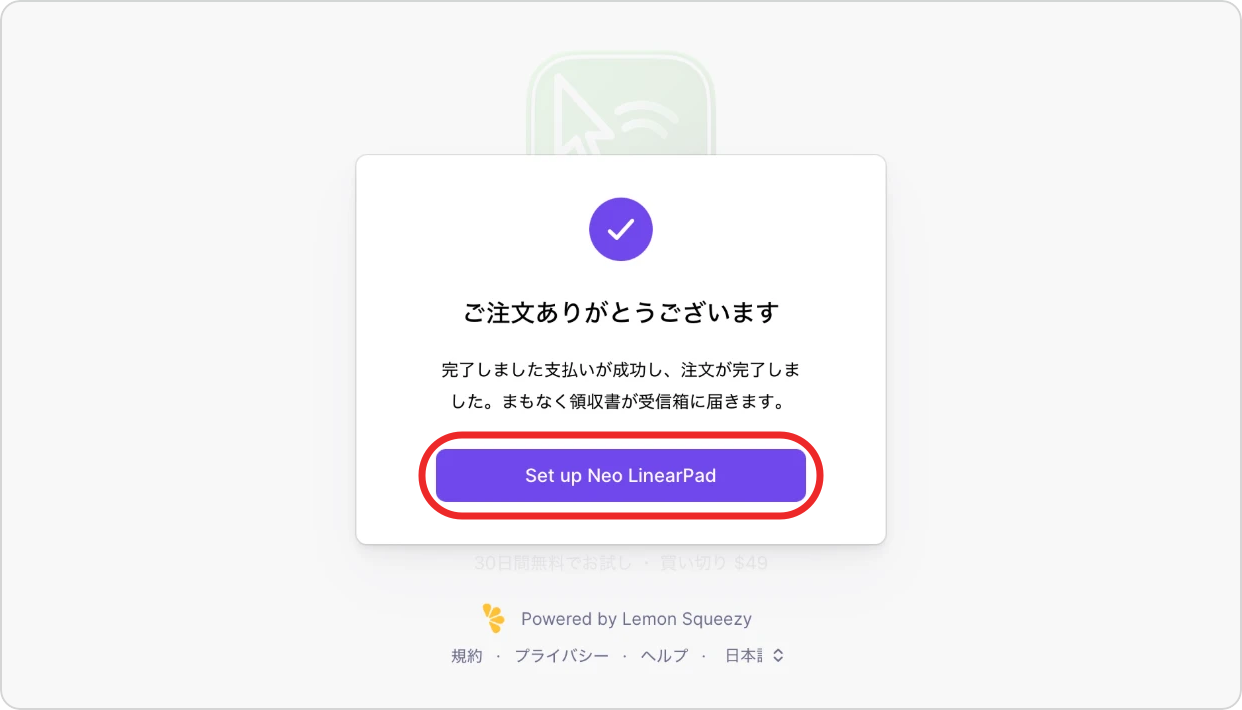 ご注文ありがとうございます
完了しました支払いが成功し、注文が完了しま
した。まもなく領収書が受信箱に届きます。
Set up Neo LinearPad
30日間無料でお試し · 買い切り $49
Powered by Lemon Squeezy
規約 · プライバシー · ヘルプ · 日本語